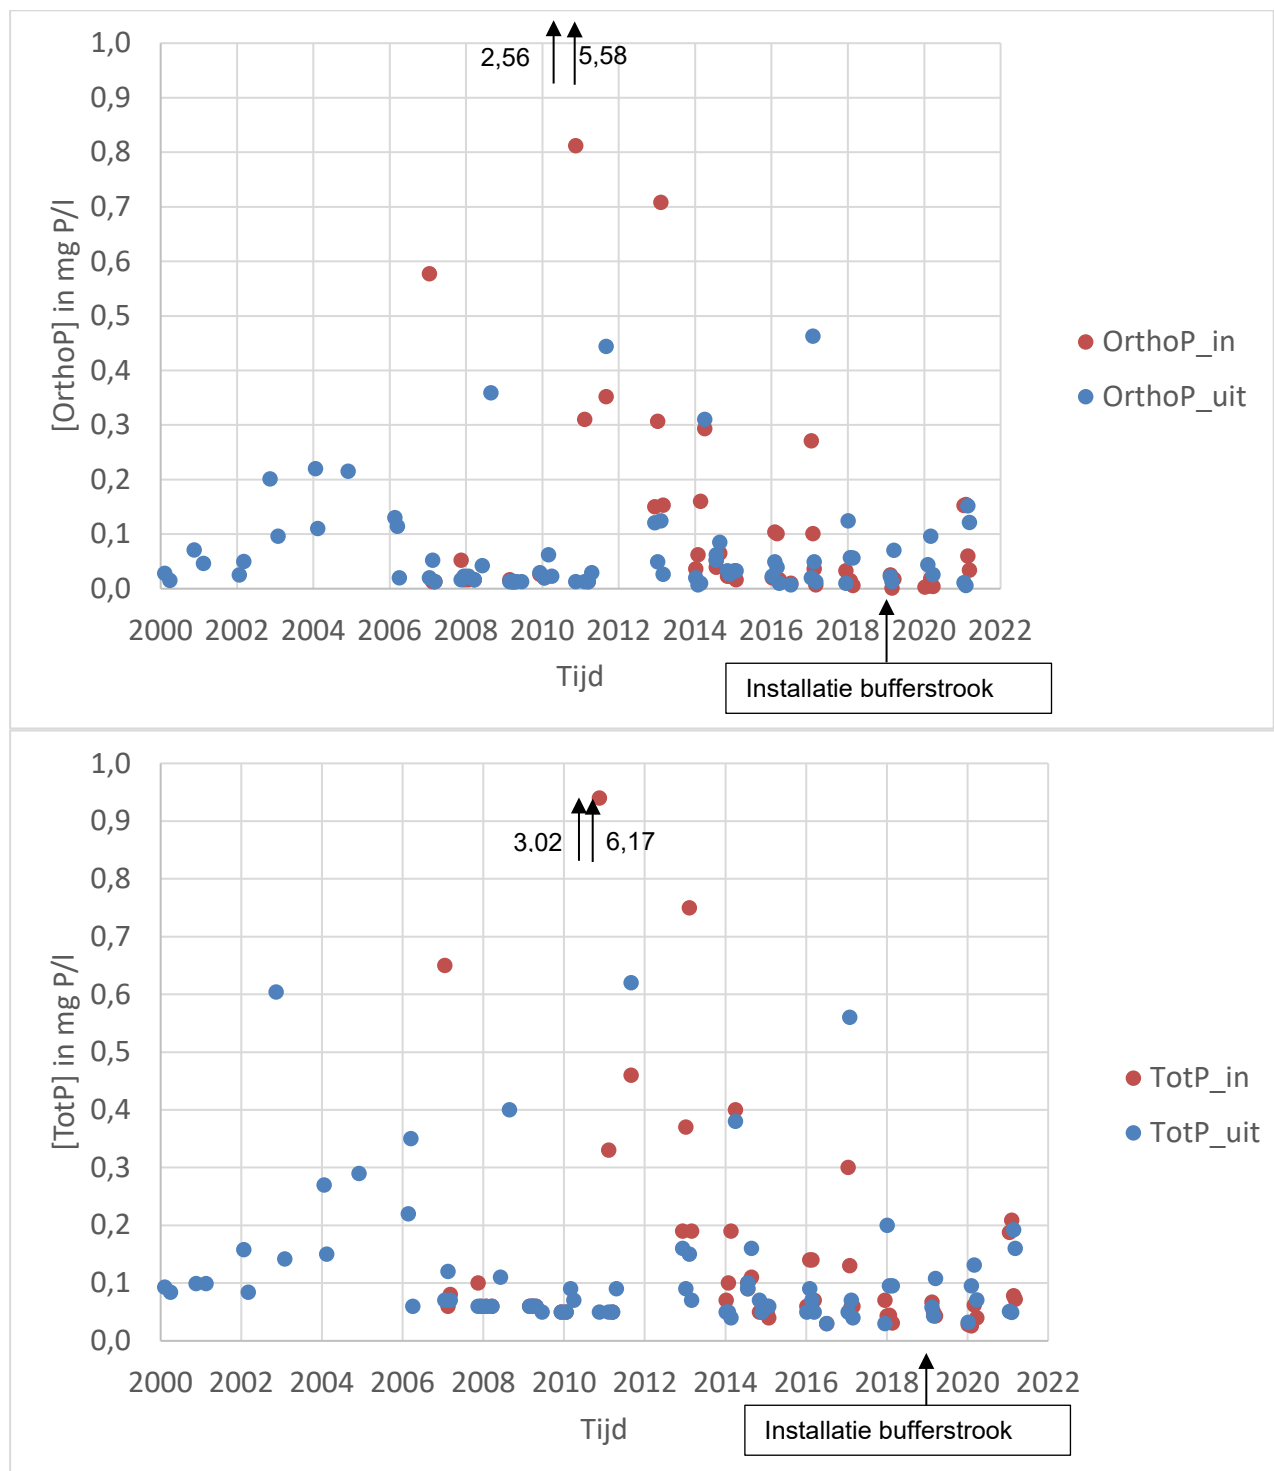 2,56
5,58
[OrthoP] in mg P/l
1,0
0,9
0,8
0,7
0,6
0,5
0,4
0,3
0,2
0,1
0,0
2000 2002 2004 2006 2008 2010 2012 2014 2016 2018 2020 2022
Tijd
OrthoP_in
OrthoP_uit
Installatie bufferstrook
3.02
6,17
[TotP] in mg P/l
1,0
0,9
0,8
0,7
0,6
0,5
0,4
0,3
0,2
0,1
0,0
2000 2002 2004 2006 2008 2010 2012 2014 2016 2018 2020 2022
Tijd
TotP_in
TotP_uit
Installatie bufferstrook